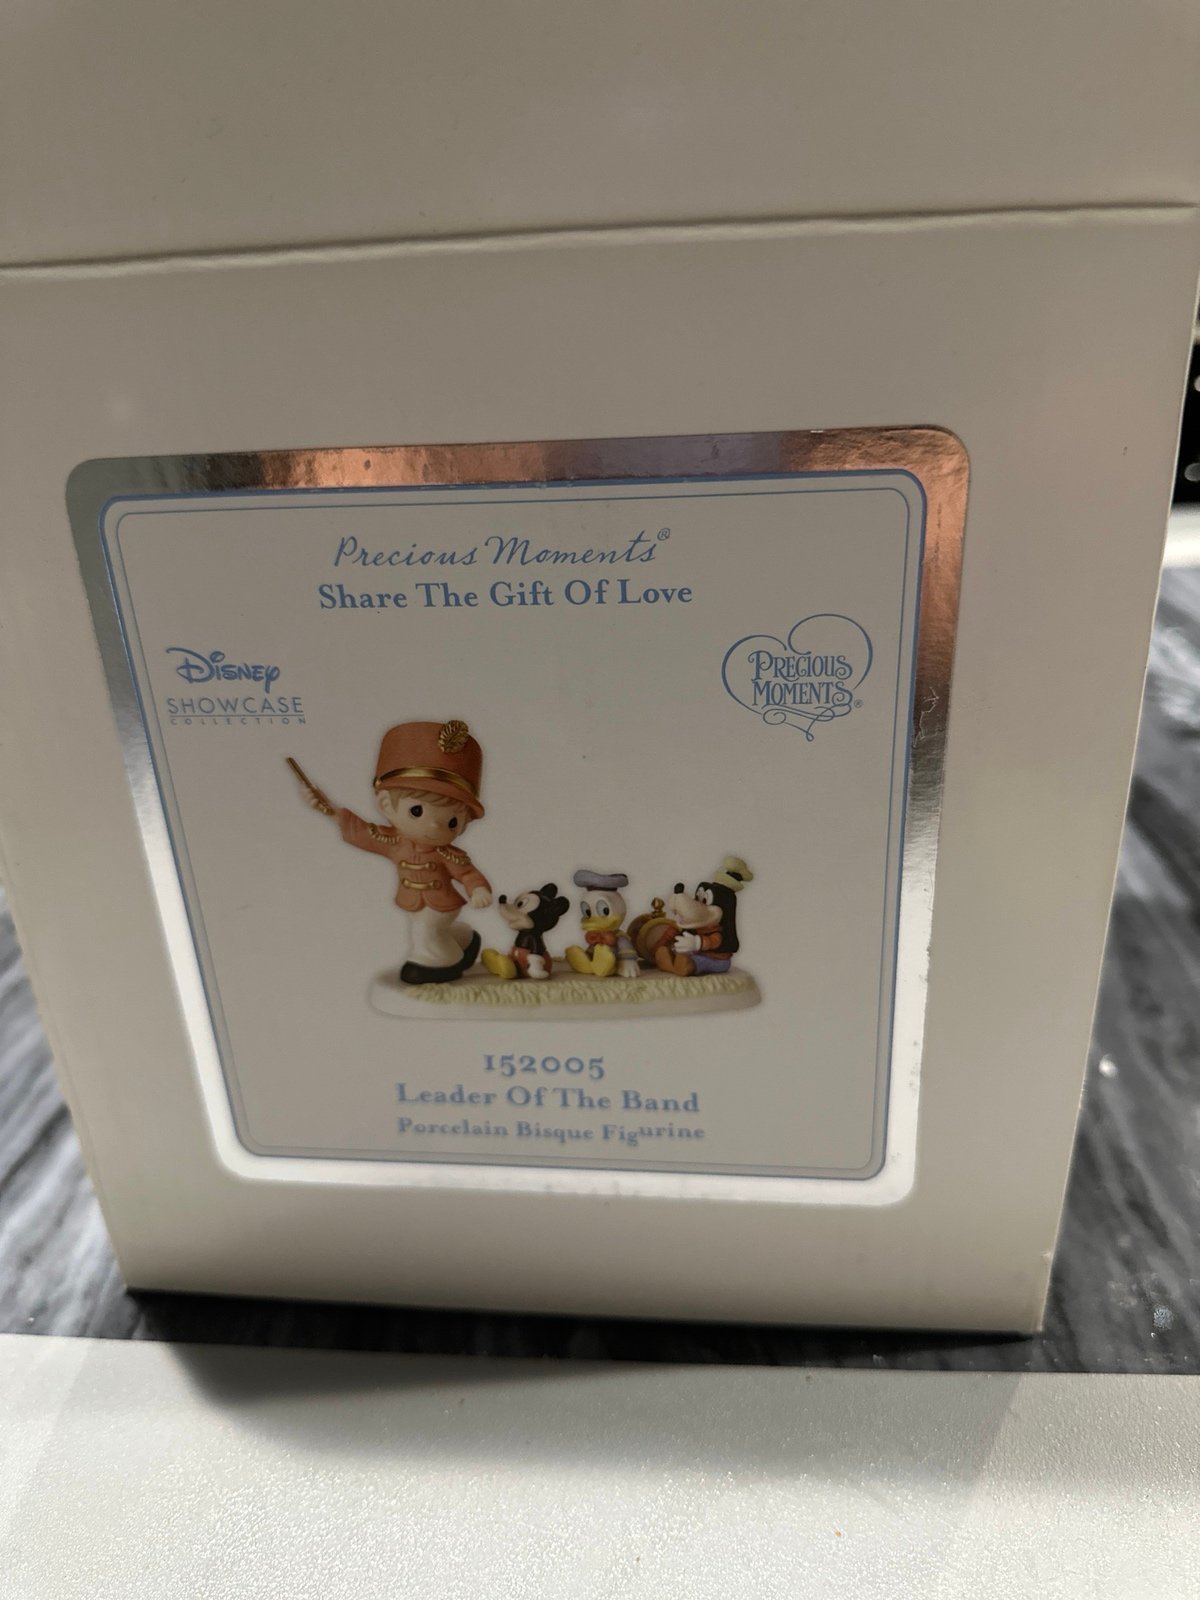 Precious Moments®
Share The Gift Of Love
Disney
SHOWCASE
COLLECTION
PRECIOUS
MOMENTS®
152005
Leader Of The Band
Porcelain Bisque Figurine